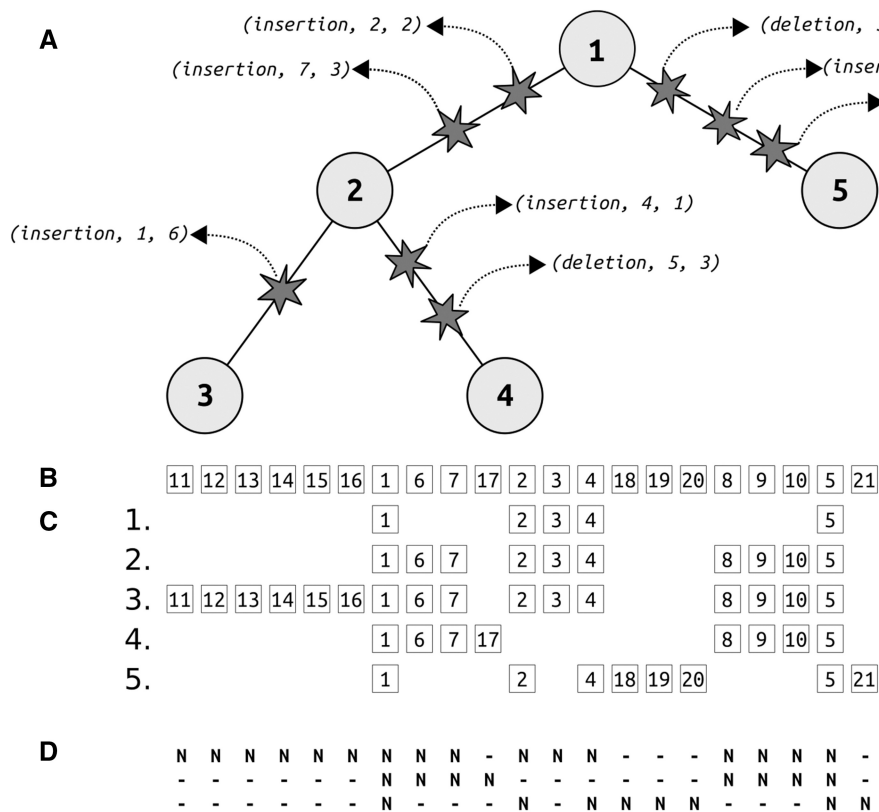 A
(insertion, 2, 2)
(deletion,
(insertion, 7, 3)
1
2
5
(insertion, 4, 1)
(insertion, 1, 6)
(deletion, 5, 3)
3
4
B 11 12 13 14 15 16 1 6 7 17 2 3 4 18 19 20 8 9 10 5 21
C 1. 1 2 3 4 5
2. 1 6 7 2 3 4 8 9 10 5
3. 11 12 13 14 15 16 1 6 7 2 3 4 8 9 10 5
4. 1 6 7 17 8 9 10 5
5. 1 2 4 18 19 20 5 21
D N N N N N N N N N - N N N - - - N N N N -
- - - - - - N N N N - - - - - - N N N N -
- - - - - - N - - - N - N N N N - - - N N